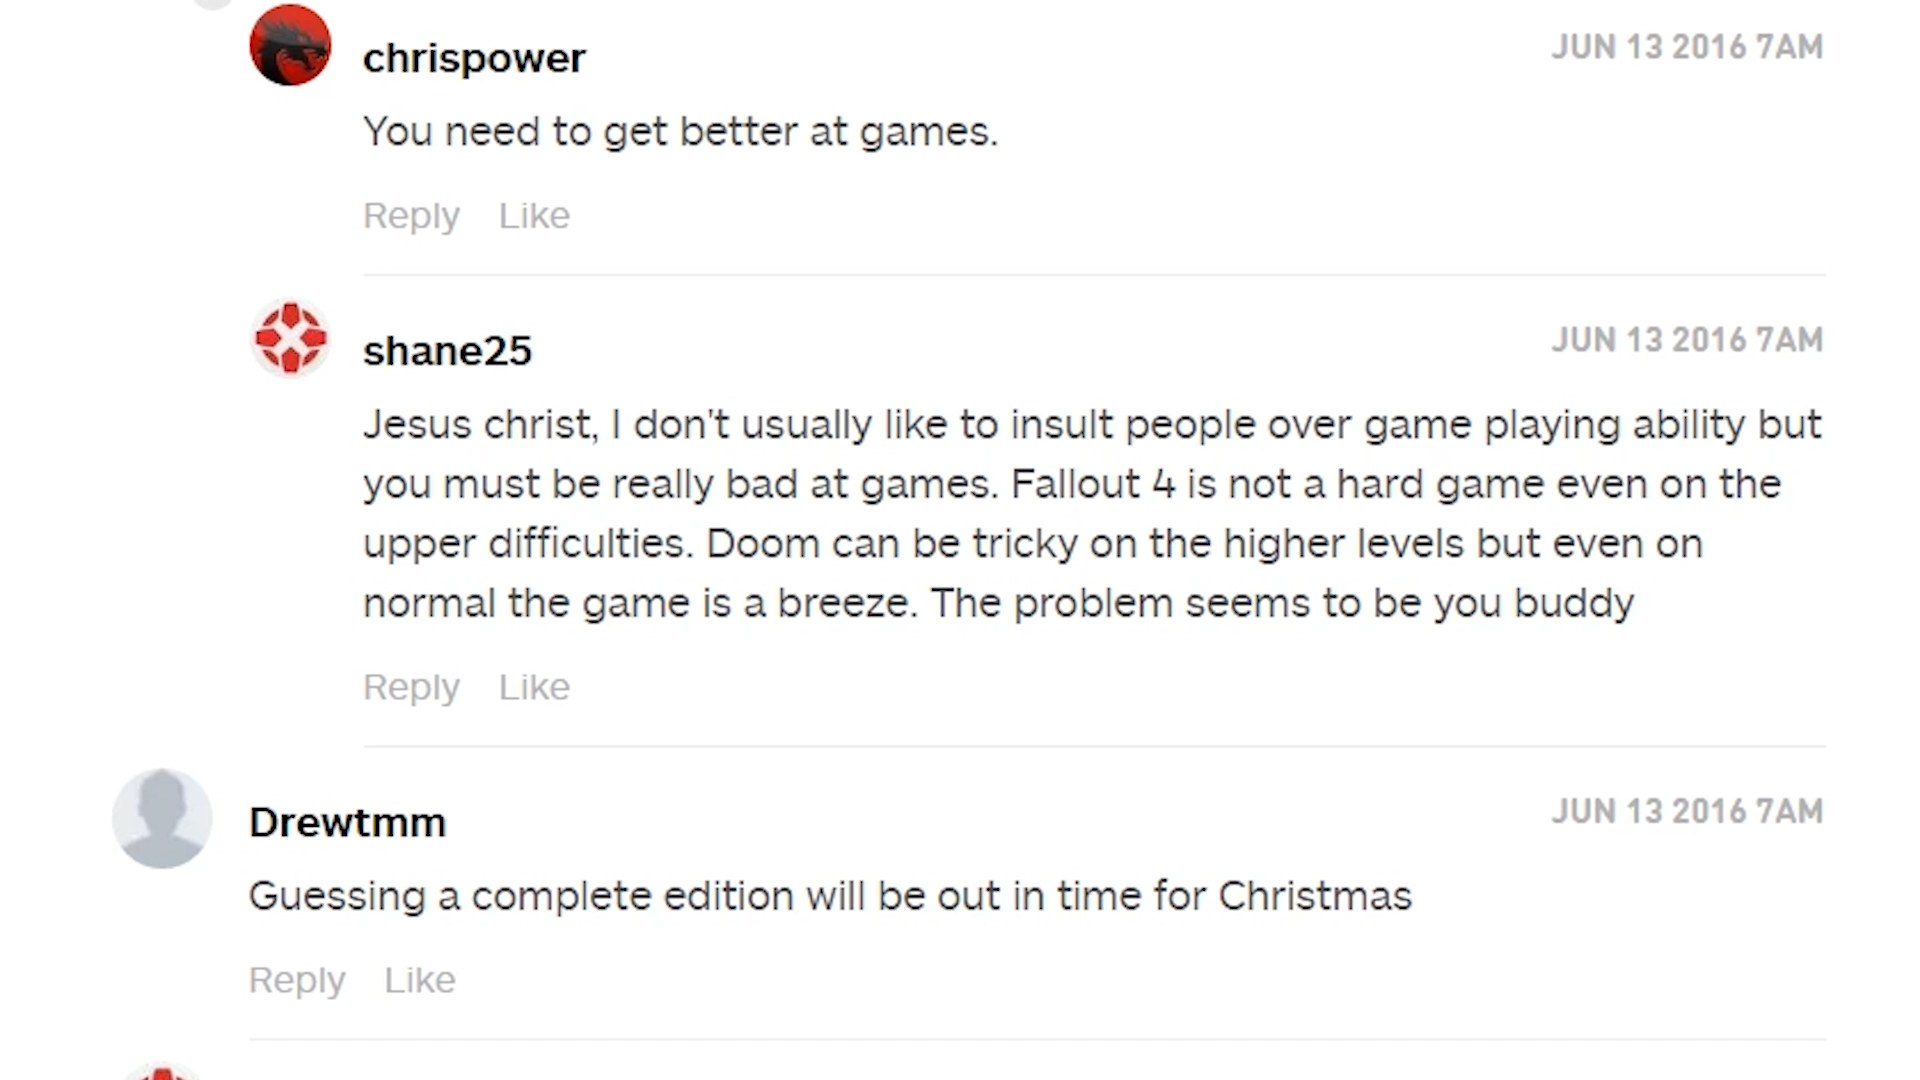 chrispower
JUN 13 2016 7AM
You need to get better at games.
Reply Like
shane25
JUN 13 2016 7AM
Jesus christ, I don't usually like to insult people over game playing ability but
you must be really bad at games. Fallout 4 is not a hard game even on the
upper difficulties. Doom can be tricky on the higher levels but even on
normal the game is a breeze. The problem seems to be you buddy
Reply Like
Drewtmm
JUN 13 2016 7AM
Guessing a complete edition will be out in time for Christmas
Reply Like